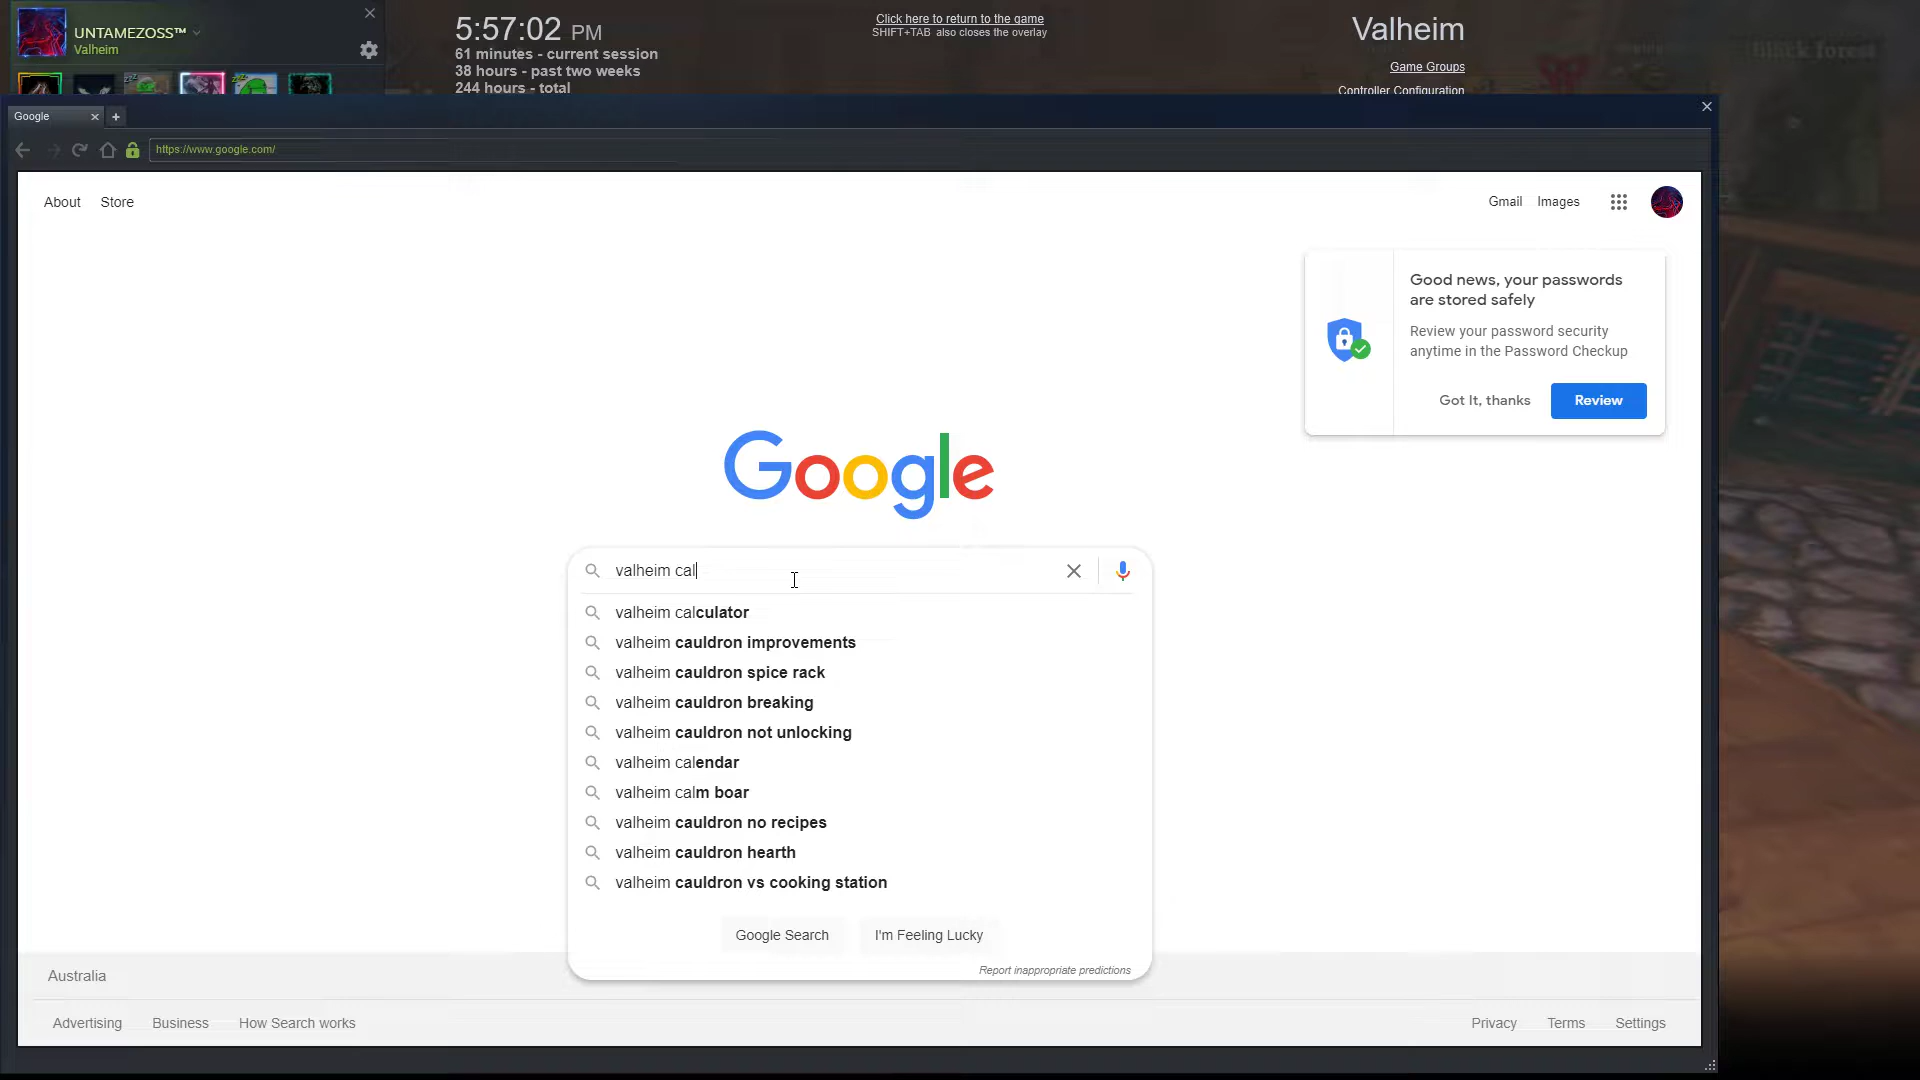 UNTAMEZOSS™
Valheim
5:57:02 PM
61 minutes - current session
38 hours - past two weeks
244 hours - total
Click here to return to the game
SHIFT+TAB also closes the overlay
Valheim
Game Groups
Controller Configuration
Black forest
Google
https://www.google.com/
About Store
Gmail Images
Good news, your passwords
are stored safely
Review your password security
anytime in the Password Checkup
Got It, thanks
Review
Google
valheim cal
valheim calculator
valheim cauldron improvements
valheim cauldron spice rack
valheim cauldron breaking
valheim cauldron not unlocking
valheim calendar
valheim calm boar
valheim cauldron no recipes
valheim cauldron hearth
valheim cauldron vs cooking station
Google Search
I'm Feeling Lucky
Report inappropriate predictions
Australia
Advertising Business How Search works
Privacy Terms Settings